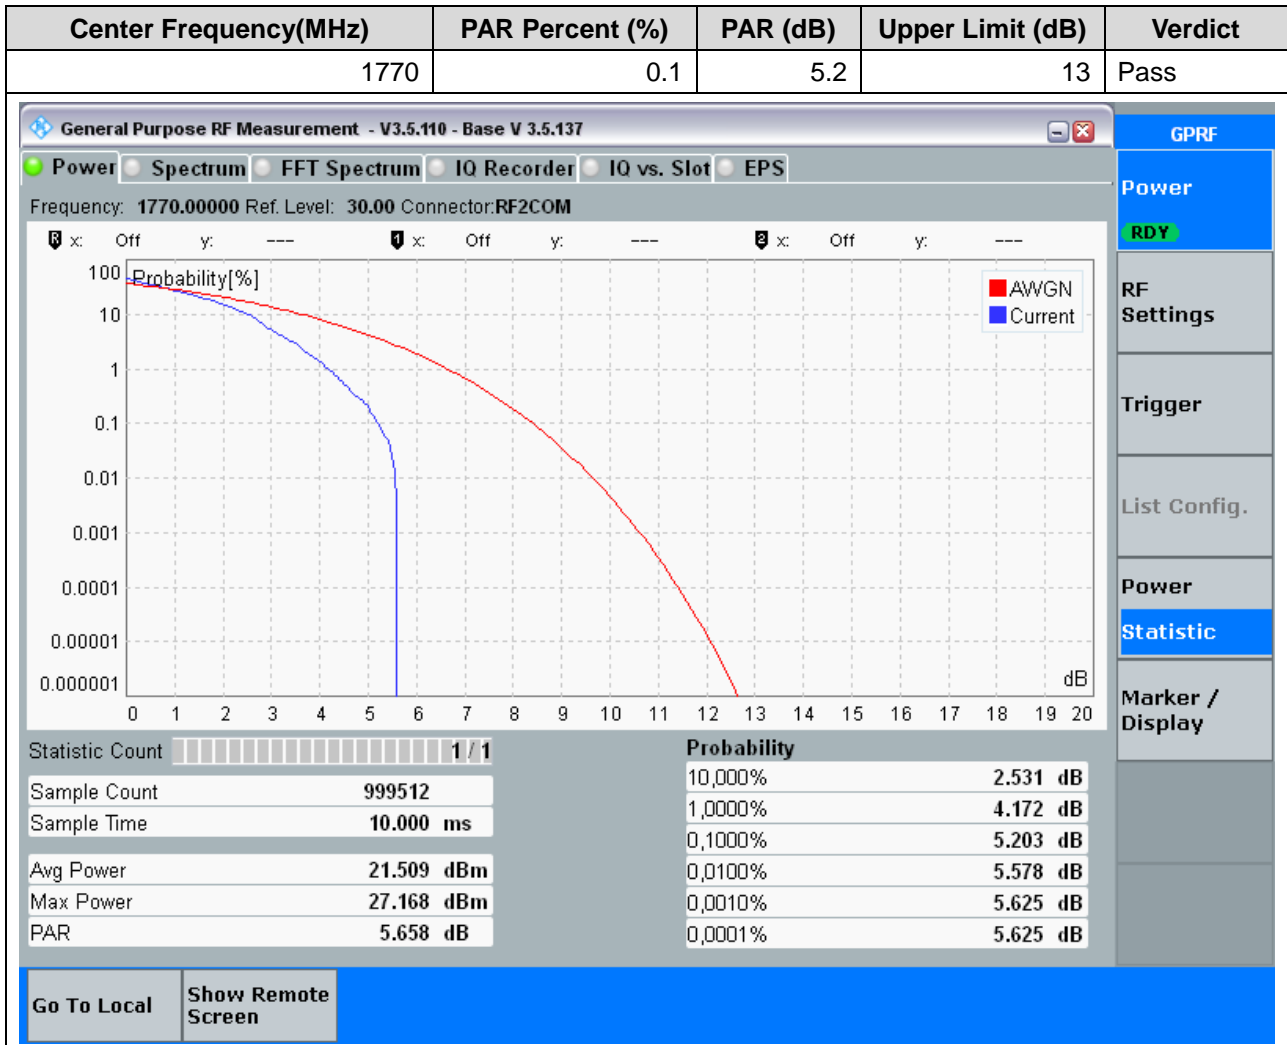 Center Frequency(MHz) PAR Percent (%) PAR (dB) Upper Limit (dB) Verdict
1770 0.1 5.2 13 Pass
General Purpose RF Measurement - V3.5.110 - Base V 3.5.137
GPRF
Power Spectrum FFT Spectrum IQ Recorder IQ vs. Slot EPS
Power
RDY
Frequency: 1770.00000 Ref. Level: 30.00 Connector:RF2COM
R x: Off y: --- 1 x: Off y: --- 2 x: Off y: ---
Probability[%]
AWGN
Current
100
10
1
0.1
0.01
0.001
0.0001
0.00001
0.000001
dB
0 1 2 3 4 5 6 7 8 9 10 11 12 13 14 15 16 17 18 19 20
RF
Settings
Trigger
List Config.
Power
Statistic
Marker /
Display
Statistic Count 1 / 1
Sample Count 999512
Sample Time 10.000 ms
Avg Power 21.509 dBm
Max Power 27.168 dBm
PAR 5.658 dB
Probability
10,000% 2.531 dB
1,0000% 4.172 dB
0,1000% 5.203 dB
0,0100% 5.578 dB
0,0010% 5.625 dB
0,0001% 5.625 dB
Go To Local
Show Remote
Screen